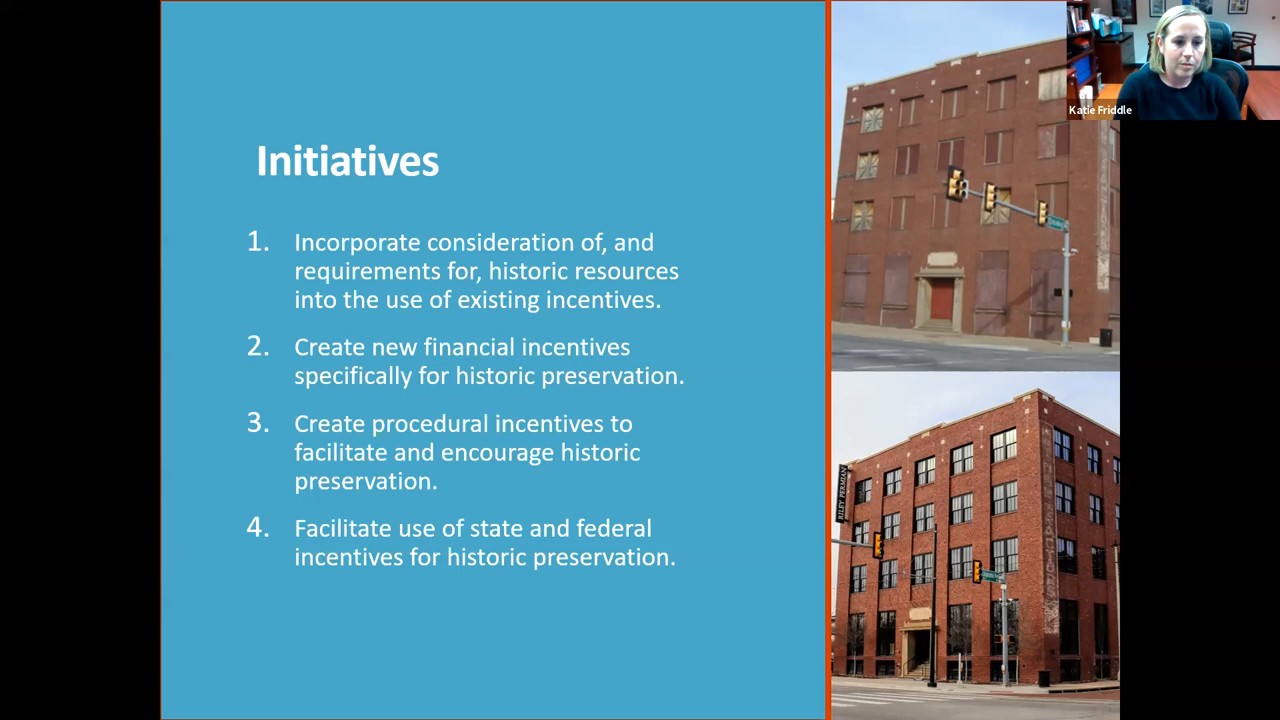 Katie Friddle
Initiatives
1. Incorporate consideration of, and
requirements for, historic resources
into the use of existing incentives.
2. Create new financial incentives
specifically for historic preservation.
3. Create procedural incentives to
facilitate and encourage historic
preservation.
4. Facilitate use of state and federal
incentives for historic preservation.
RILEY PERMIAN